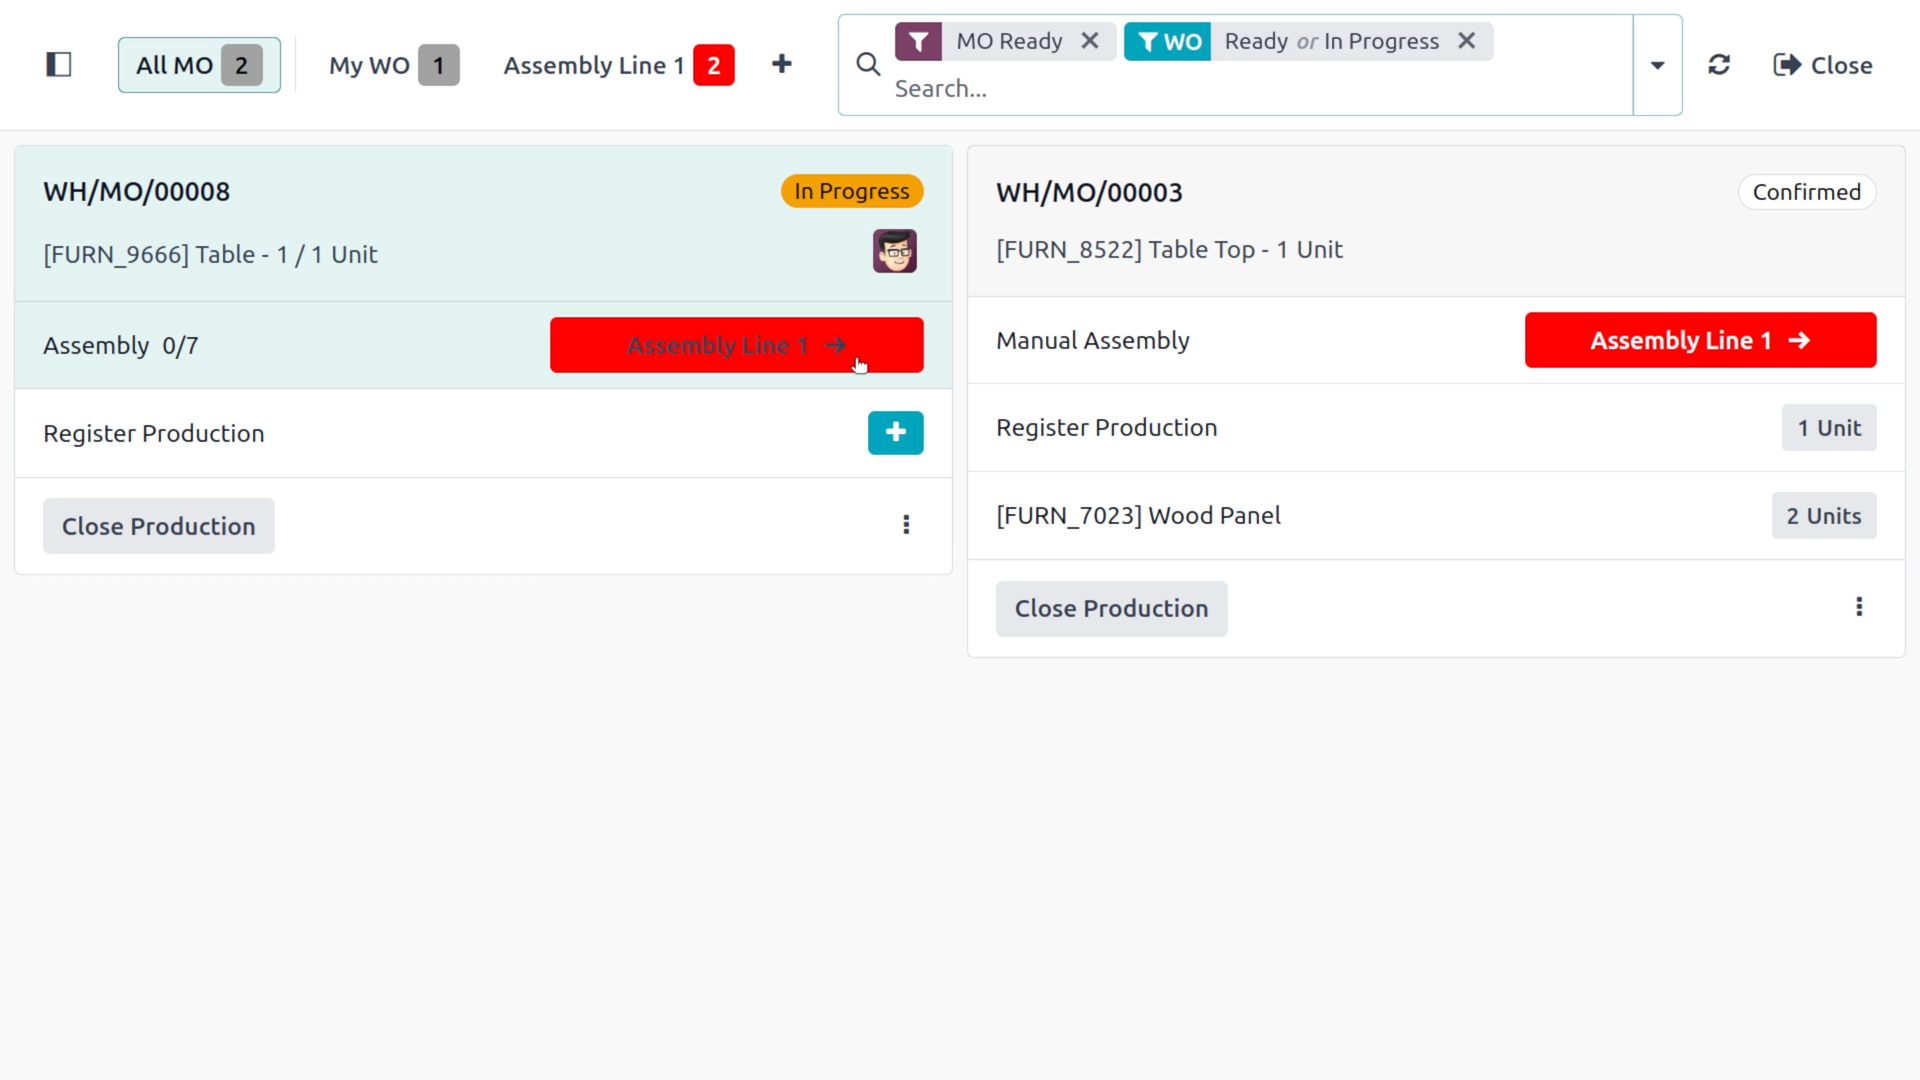 All MO 2
My WO 1
Assembly Line 1 2
MO Ready
WO Ready or In Progress
Search...
Close
WH/MO/00008
In Progress
[FURN_9666] Table - 1 / 1 Unit
Assembly 0/7
Assembly Line 1
Register Production
Close Production
WH/MO/00003
Confirmed
[FURN_8522] Table Top - 1 Unit
Manual Assembly
Assembly Line 1
Register Production
1 Unit
[FURN_7023] Wood Panel
2 Units
Close Production